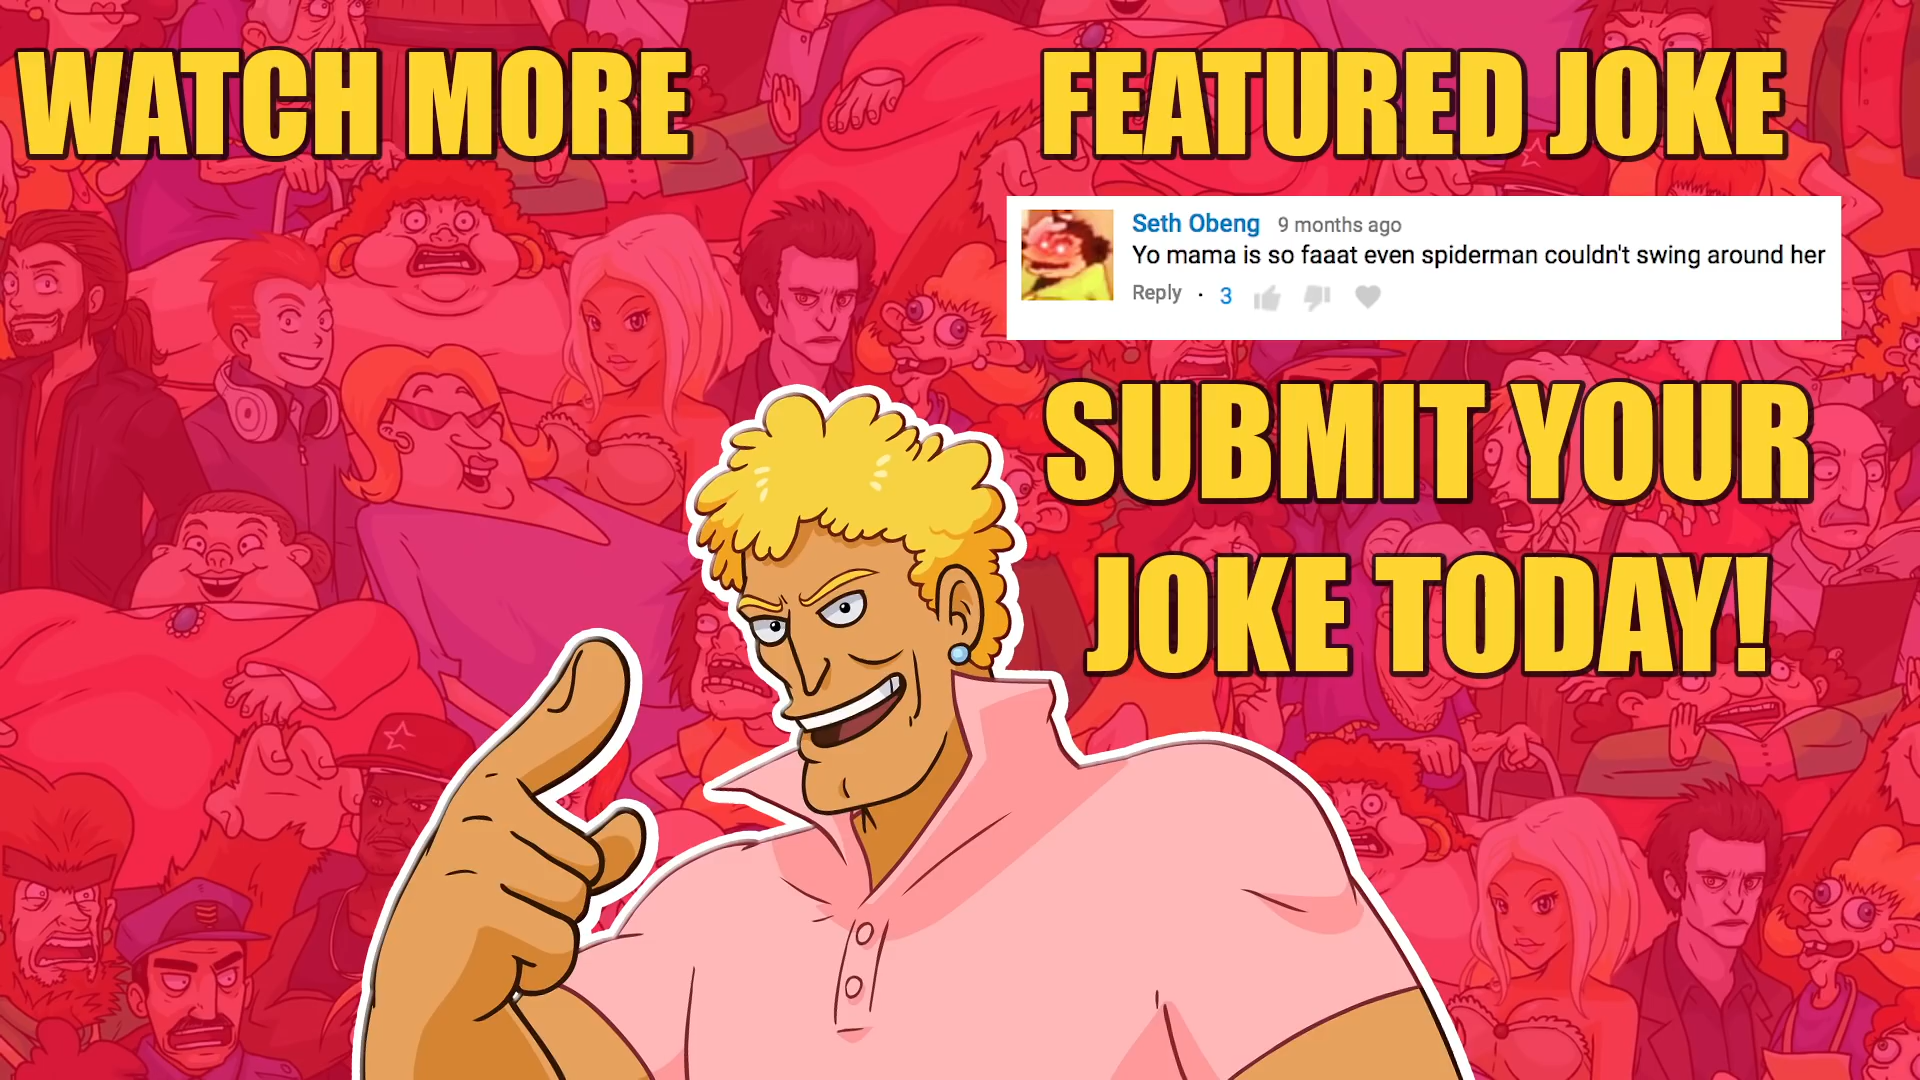 WATCH MORE
FEATURED JOKE
Seth Obeng 9 months ago
Yo mama is so faaat even spiderman couldn't swing around her
Reply · 3
SUBMIT YOUR
JOKE TODAY!